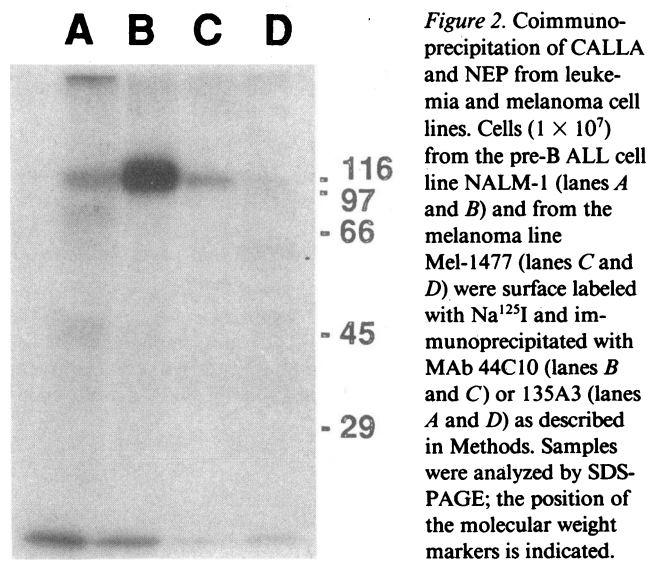 A B C D
- 116
- 97
- 66
- 45
- 29
Figure 2. Coimmuno-
precipitation of CALLA
and NEP from leuke-
mia and melanoma cell
lines. Cells (1 × 10⁷)
from the pre-B ALL cell
line NALM-1 (lanes A
and B) and from the
melanoma line
Mel-1477 (lanes C and
D) were surface labeled
with Na¹²⁵I and im-
munoprecipitated with
MAb 44C10 (lanes B
and C) or 135A3 (lanes
A and D) as described
in Methods. Samples
were analyzed by SDS-
PAGE; the position of
the molecular weight
markers is indicated.